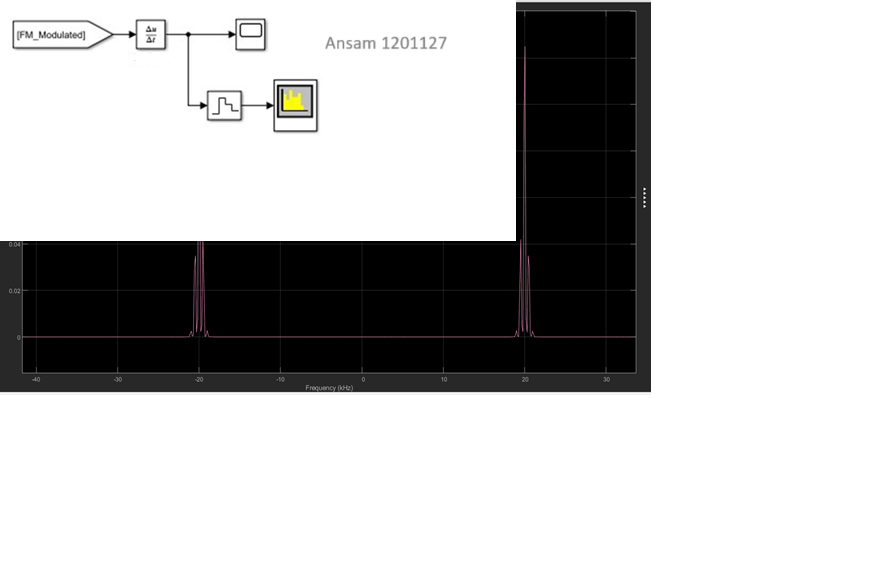 [FM_Modulated]
Δu
Δt
Ansam 1201127
0.04
0.02
0
-40 -30 -20 -10 0 10 20 30
Frequency (kHz)